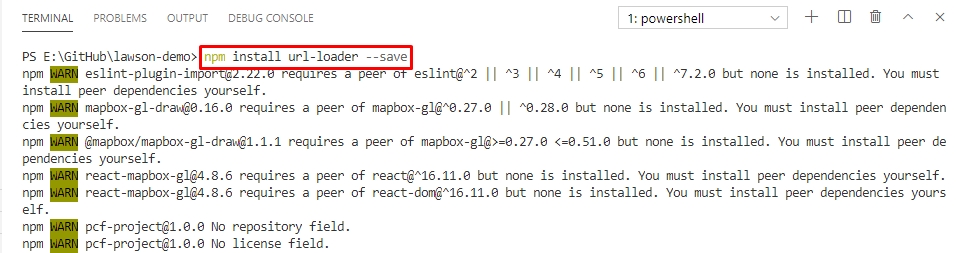 TERMINAL PROBLEMS OUTPUT DEBUG CONSOLE 1: powershell
PS E:\GitHub\lawson-demo> npm install url-loader --save
npm WARN eslint-plugin-import@2.22.0 requires a peer of eslint@^2 || ^3 || ^4 || ^5 || ^6 || ^7.2.0 but none is installed. You must
install peer dependencies yourself.
npm WARN mapbox-gl-draw@0.16.0 requires a peer of mapbox-gl@^0.27.0 || ^0.28.0 but none is installed. You must install peer dependen
cies yourself.
npm WARN @mapbox/mapbox-gl-draw@1.1.1 requires a peer of mapbox-gl@>=0.27.0 <=0.51.0 but none is installed. You must install peer de
pendencies yourself.
npm WARN react-mapbox-gl@4.8.6 requires a peer of react@^16.11.0 but none is installed. You must install peer dependencies yourself.
npm WARN react-mapbox-gl@4.8.6 requires a peer of react-dom@^16.11.0 but none is installed. You must install peer dependencies yours
elf.
npm WARN pcf-project@1.0.0 No repository field.
npm WARN pcf-project@1.0.0 No license field.